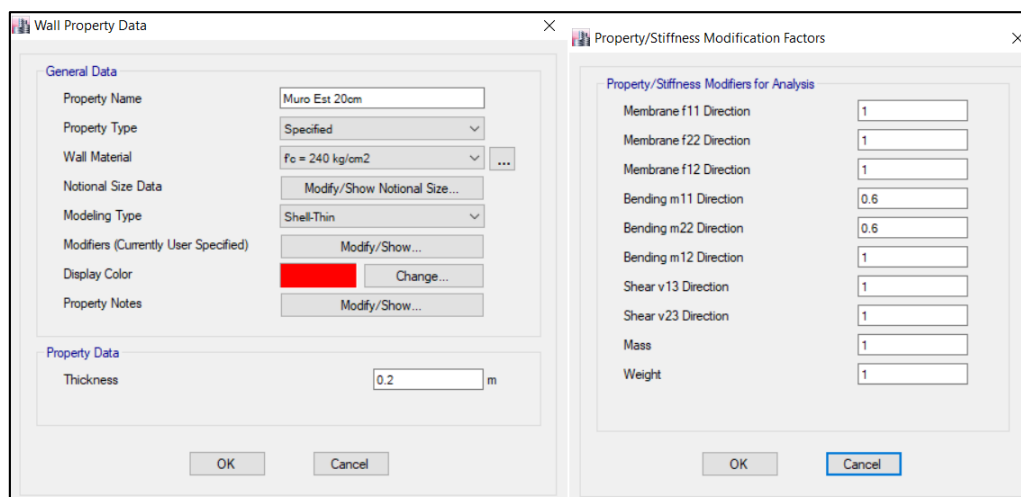 Wall Property Data
General Data
Property Name Muro Est 20cm
Property Type Specified
Wall Material f'c = 240 kg/cm2 ...
Notional Size Data Modify/Show Notional Size...
Modeling Type Shell-Thin
Modifiers (Currently User Specified) Modify/Show...
Display Color Change...
Property Notes Modify/Show...
Property Data
Thickness 0.2 m
OK Cancel
Property/Stiffness Modification Factors
Property/Stiffness Modifiers for Analysis
Membrane f11 Direction 1
Membrane f22 Direction 1
Membrane f12 Direction 1
Bending m11 Direction 0.6
Bending m22 Direction 0.6
Bending m12 Direction 1
Shear v13 Direction 1
Shear v23 Direction 1
Mass 1
Weight 1
OK Cancel